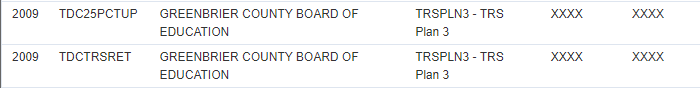 2009 TDC25PCTUP GREENBRIER COUNTY BOARD OF TRSPLN3 - TRS XXXX XXXX
EDUCATION Plan 3
2009 TDCTRSRET GREENBRIER COUNTY BOARD OF TRSPLN3 - TRS XXXX XXXX
EDUCATION Plan 3